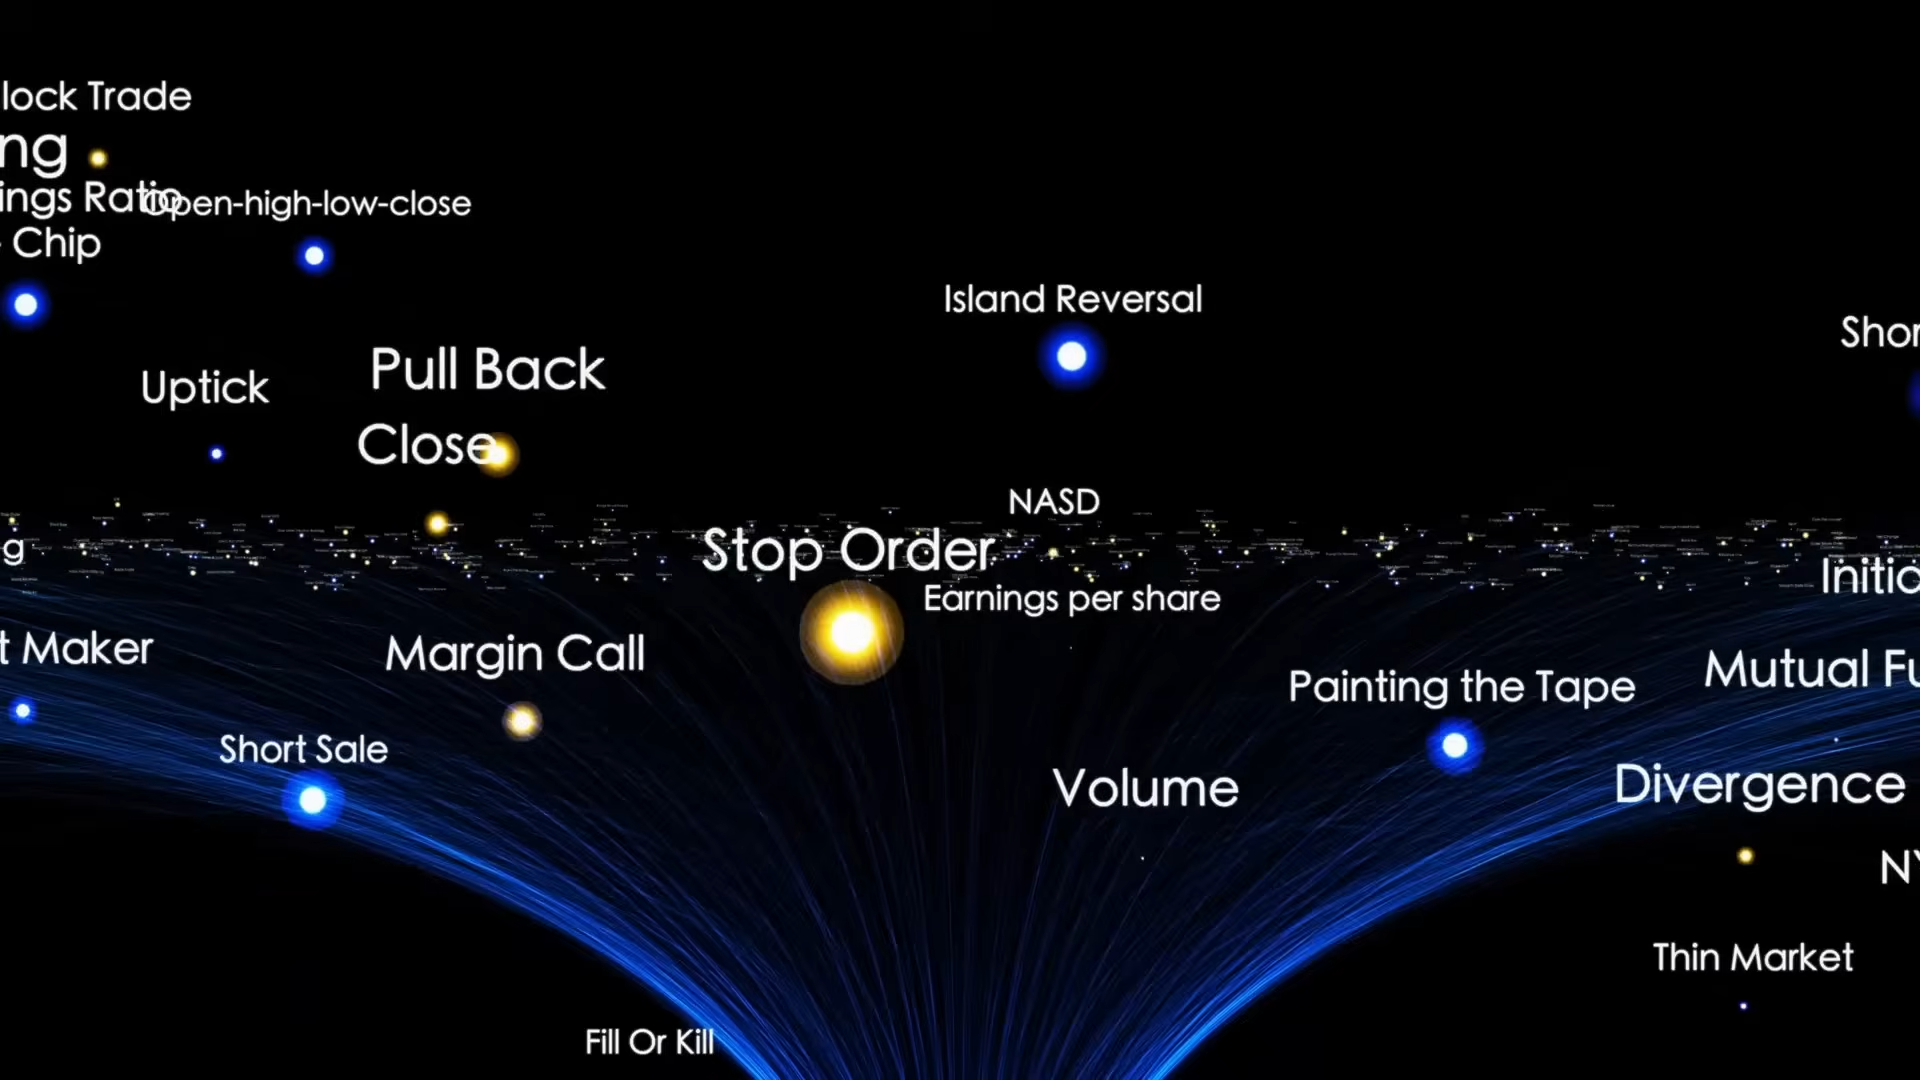 lock Trade
ng
ings Ratio
Open-high-low-close
Chip
Island Reversal
Shor
Pull Back
Uptick
Close
NASD
Stop Order
g
Initic
Earnings per share
t Maker
Margin Call
Mutual Fu
Painting the Tape
Short Sale
Volume
Divergence
NY
Thin Market
Fill Or Kill